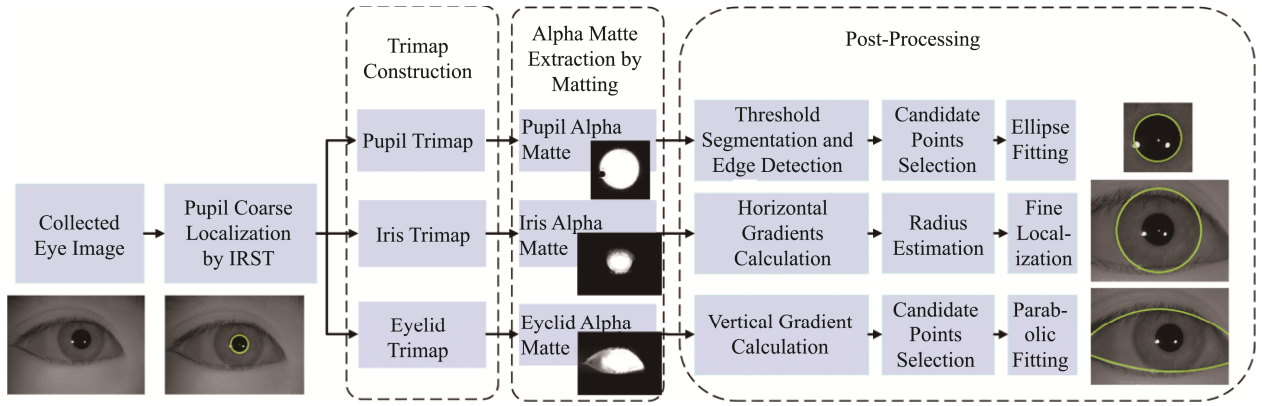 Trimap
Construction
Alpha Matte
Extraction by
Matting
Post-Processing
Collected
Eye Image
Pupil Coarse
Localization
by IRST
Pupil Trimap
Pupil Alpha
Matte
Threshold
Segmentation and
Edge Detection
Candidate
Points
Selection
Ellipse
Fitting
Iris Trimap
Iris Alpha
Matte
Horizontal
Gradients
Calculation
Radius
Estimation
Fine
Local-
ization
Eyelid
Trimap
Eyclid Alpha
Matte
Vertical Gradient
Calculation
Candidate
Points
Selection
Parab-
olic
Fitting